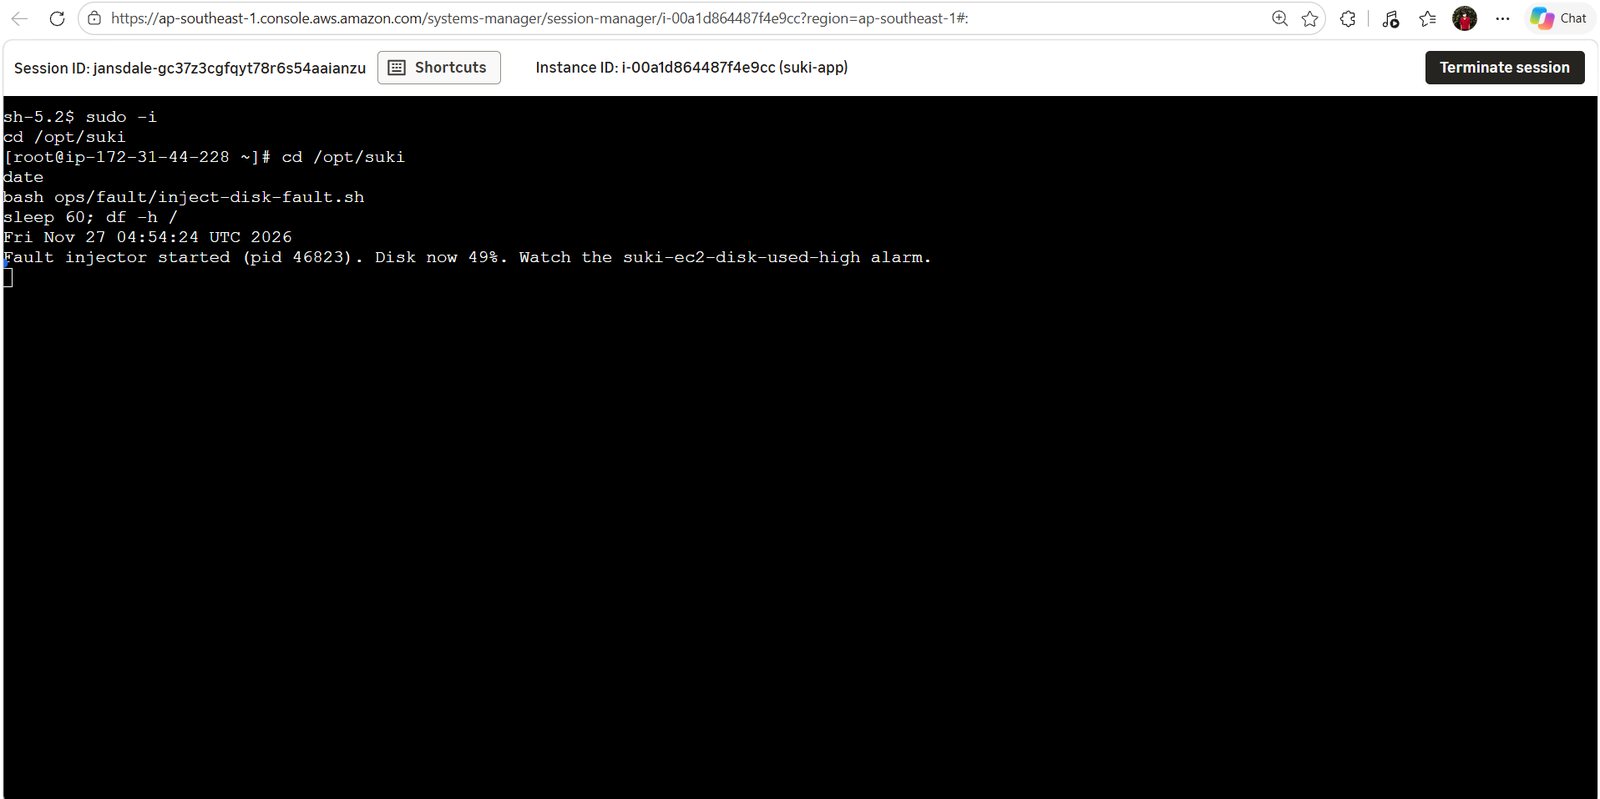 https://ap-southeast-1.console.aws.amazon.com/systems-manager/session-manager/i-00a1d864487f4e9cc?region=ap-southeast-1#:
Chat
Session ID: jansdale-gc37z3cgfqyt78r6s54aaianzu
Shortcuts
Instance ID: i-00a1d864487f4e9cc (suki-app)
Terminate session
sh-5.2$ sudo -i
cd /opt/suki
[root@ip-172-31-44-228 ~]# cd /opt/suki
date
bash ops/fault/inject-disk-fault.sh
sleep 60; df -h /
Fri Nov 27 04:54:24 UTC 2026
Fault injector started (pid 46823). Disk now 49%. Watch the suki-ec2-disk-used-high alarm.